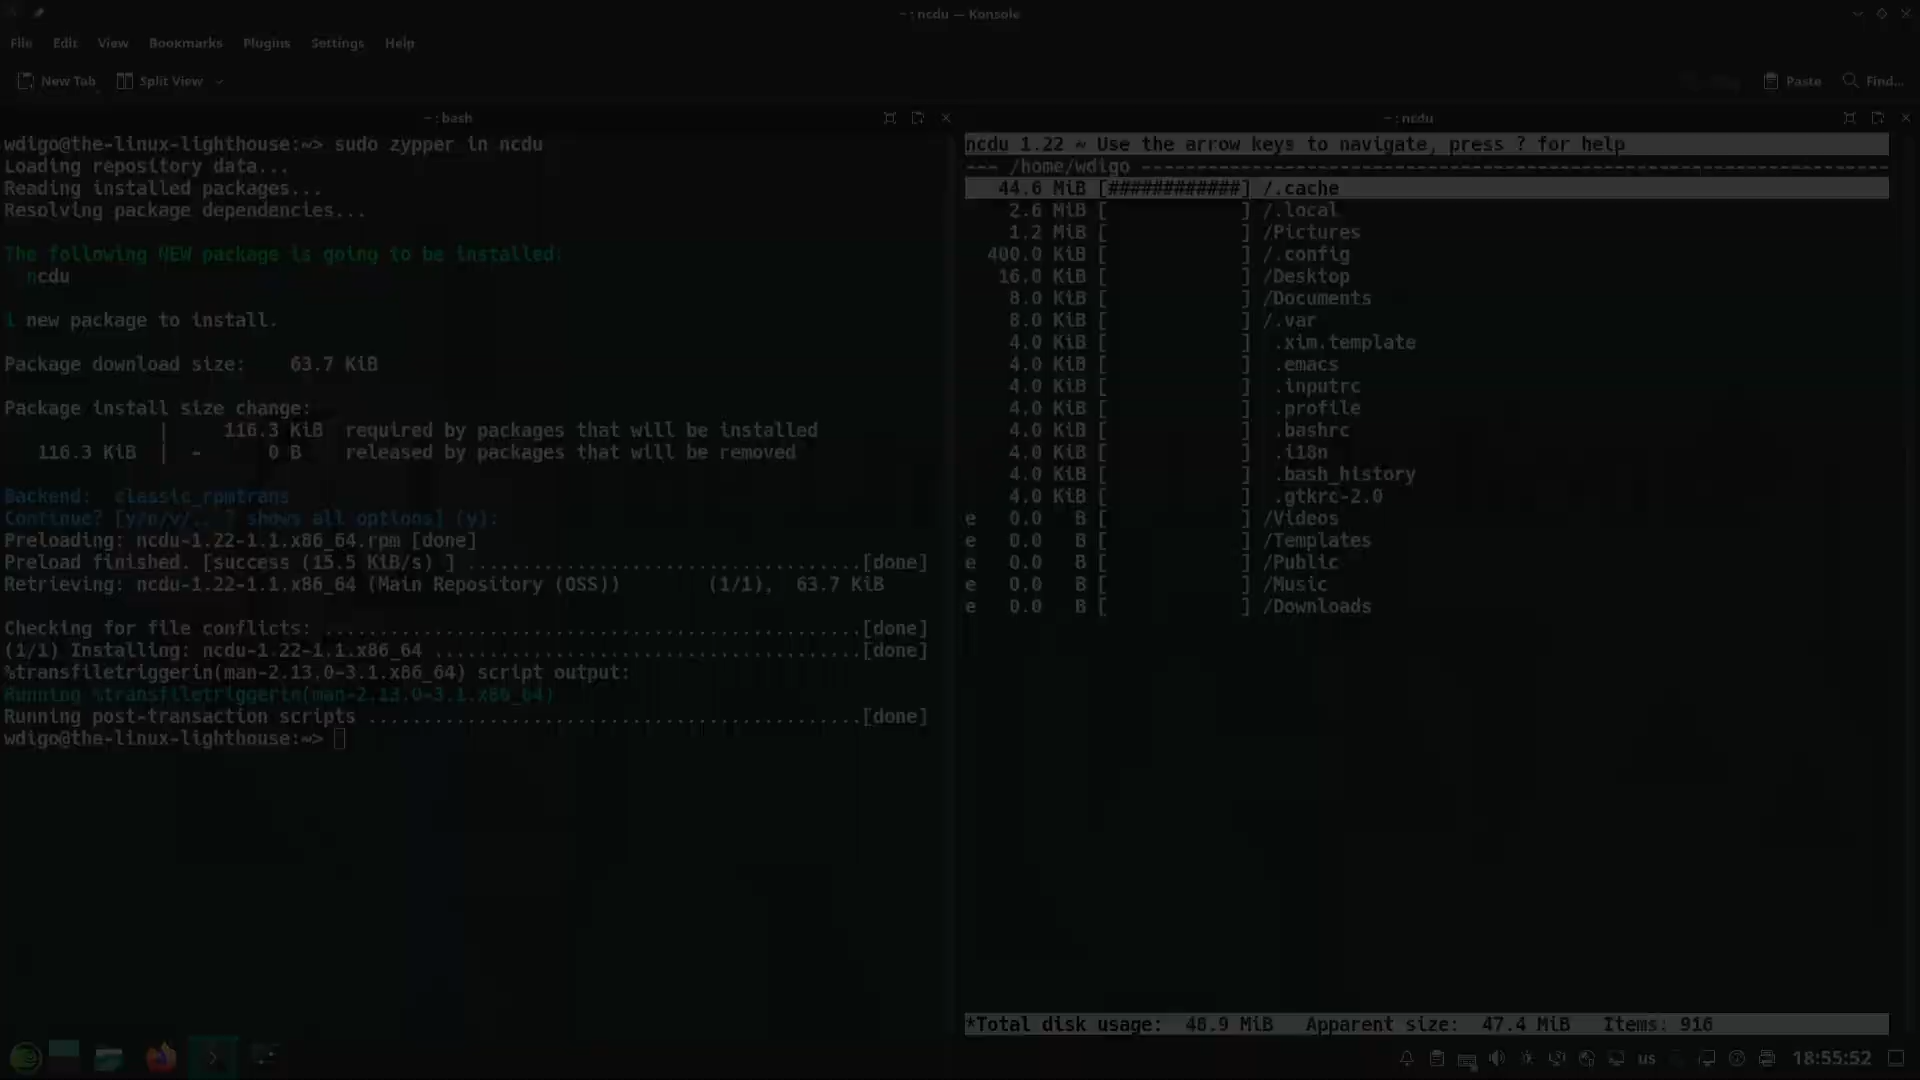 ~ : ncdu — Konsole
File Edit View Bookmarks Plugins Settings Help
New Tab Split View Paste Find...
~ : bash
wdigo@the-linux-lighthouse:~> sudo zypper in ncdu
Loading repository data...
Reading installed packages...
Resolving package dependencies...
The following NEW package is going to be installed:
ncdu
1 new package to install.
Package download size:    63.7 KiB
Package install size change:
|     116.3 KiB  required by packages that will be installed
116.3 KiB  |  -      0 B    released by packages that will be removed
Backend:  classic_rpmtrans
Continue? [y/n/v/...? shows all options] (y):
Preloading: ncdu-1.22-1.1.x86_64.rpm [done]
Preload finished. [success (15.5 KiB/s) ] ....................................[done]
Retrieving: ncdu-1.22-1.1.x86_64 (Main Repository (OSS))        (1/1),  63.7 KiB
Checking for file conflicts: .................................................[done]
(1/1) Installing: ncdu-1.22-1.1.x86_64 .......................................[done]
%transfiletriggerin(man-2.13.0-3.1.x86_64) script output:
Running %transfiletriggerin(man-2.13.0-3.1.x86_64)
Running post-transaction scripts .............................................[done]
wdigo@the-linux-lighthouse:~>
~ : ncdu
ncdu 1.22 ~ Use the arrow keys to navigate, press ? for help
--- /home/wdigo --------------------------------------------------------------------
44.6 MiB [############] /.cache
2.6 MiB [            ] /.local
1.2 MiB [            ] /Pictures
400.0 KiB [            ] /.config
16.0 KiB [            ] /Desktop
8.0 KiB [            ] /Documents
8.0 KiB [            ] /.var
4.0 KiB [            ]  .xim.template
4.0 KiB [            ]  .emacs
4.0 KiB [            ]  .inputrc
4.0 KiB [            ]  .profile
4.0 KiB [            ]  .bashrc
4.0 KiB [            ]  .i18n
4.0 KiB [            ]  .bash_history
4.0 KiB [            ]  .gtkrc-2.0
e   0.0   B [            ] /Videos
e   0.0   B [            ] /Templates
e   0.0   B [            ] /Public
e   0.0   B [            ] /Music
e   0.0   B [            ] /Downloads
*Total disk usage:  48.9 MiB   Apparent size:  47.4 MiB   Items: 916
us 18:55:52